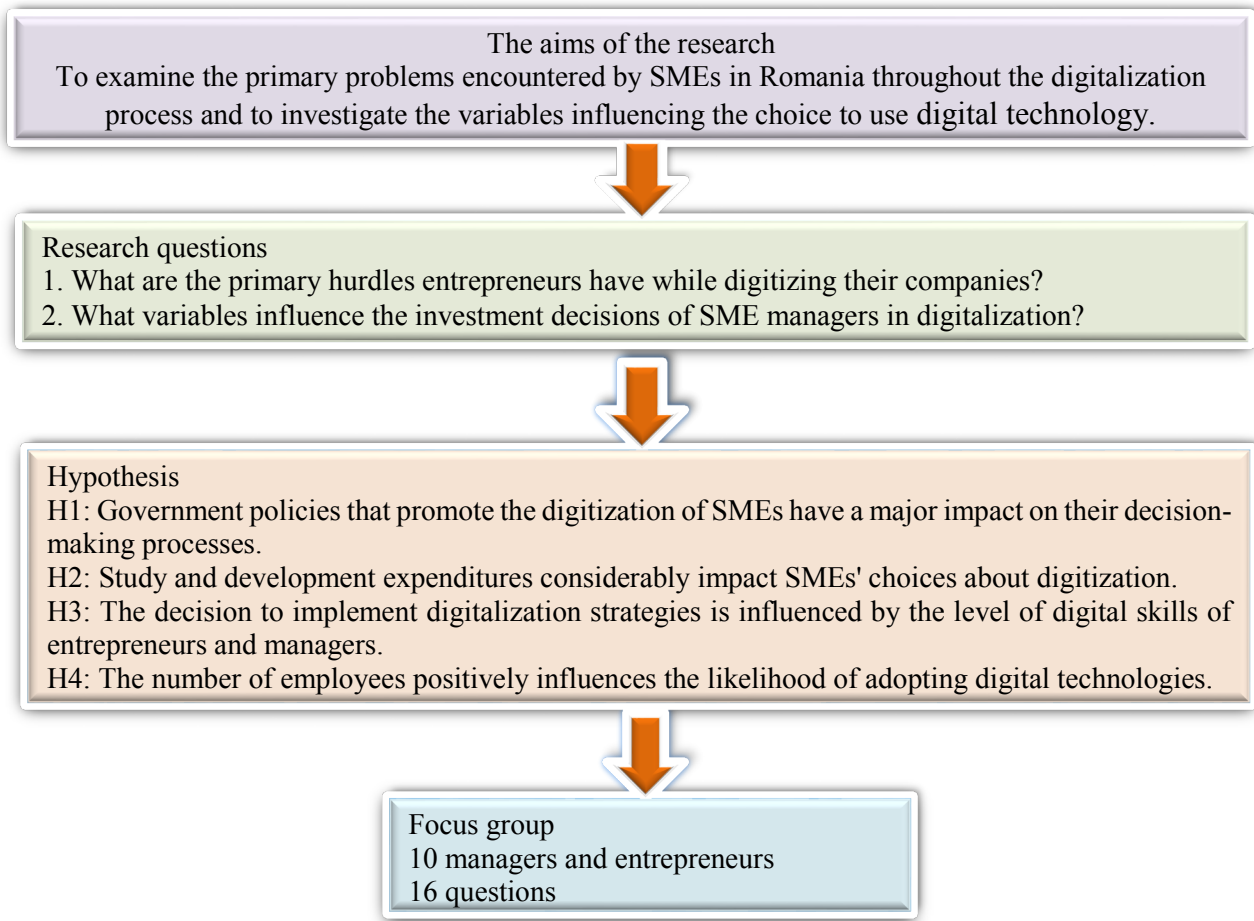 The aims of the research
To examine the primary problems encountered by SMEs in Romania throughout the digitalization
process and to investigate the variables influencing the choice to use digital technology.
Research questions
1. What are the primary hurdles entrepreneurs have while digitizing their companies?
2. What variables influence the investment decisions of SME managers in digitalization?
Hypothesis
H1: Government policies that promote the digitization of SMEs have a major impact on their decision-
making processes.
H2: Study and development expenditures considerably impact SMEs' choices about digitization.
H3: The decision to implement digitalization strategies is influenced by the level of digital skills of
entrepreneurs and managers.
H4: The number of employees positively influences the likelihood of adopting digital technologies.
Focus group
10 managers and entrepreneurs
16 questions